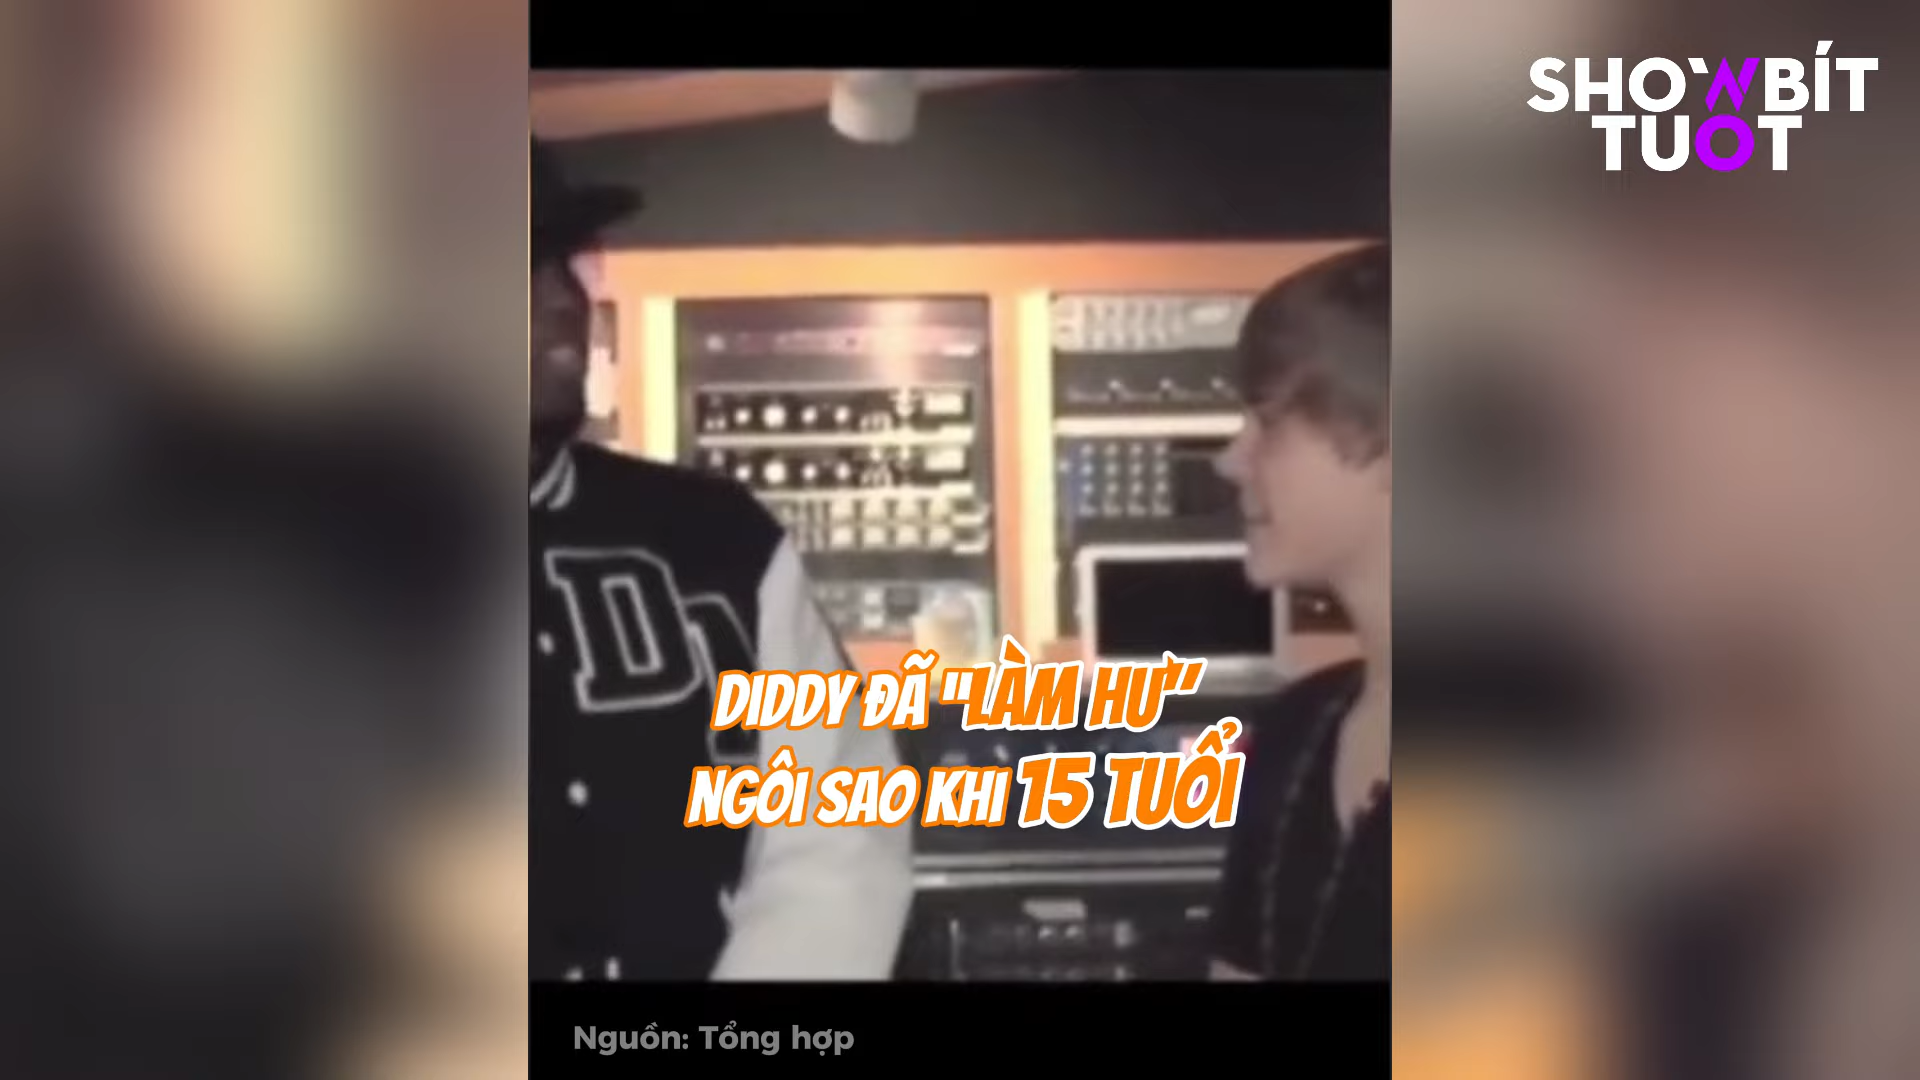 SHOWBÍT
TUOT
DIDDY ĐÃ "LÀM HƯ"
NGÔI SAO KHI 15 TUỔI
Nguồn: Tổng hợp